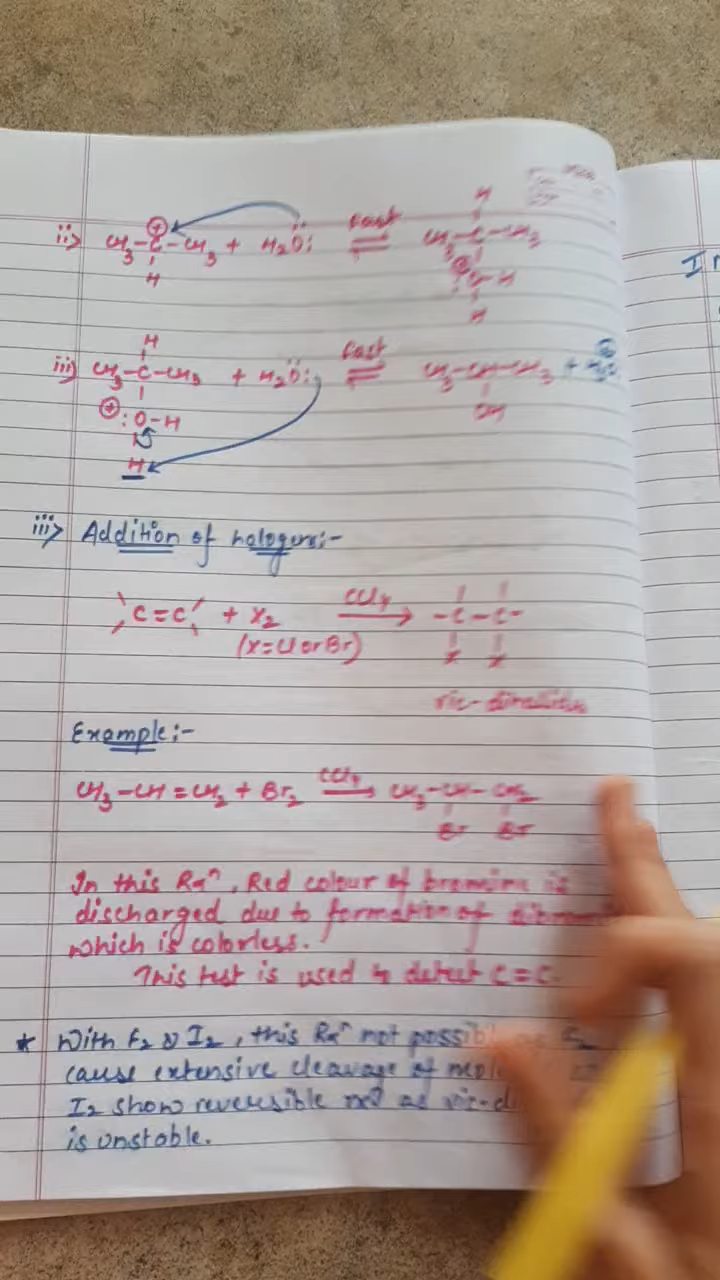 ii> CH₃-C⊕-CH₃ + H₂Ö: fast ⇌ CH₃-C-CH₃
H
H
⊕:O-H
H
iii) CH₃-C-CH₃ + H₂Ö: fast ⇌ CH₃-CH-CH₃ +
H
⊕:O-H
OH
H
iii> Addition of halogens:-
C=C + X₂ CCl₄ → -C-C-
(X=Cl or Br) X X
vic-
Example:-
CH₃-CH=CH₂ + Br₂ CCl₄ → CH₃-CH-CH₂
Br Br
In this Rxⁿ, Red colour of bromine is
discharged due to formation of
which is colorless.
This test is used to detect C=C.
* With F₂ & I₂, this Rxⁿ not
cause extensive cleavage of
I₂ show reversible rxⁿ as
is unstable.